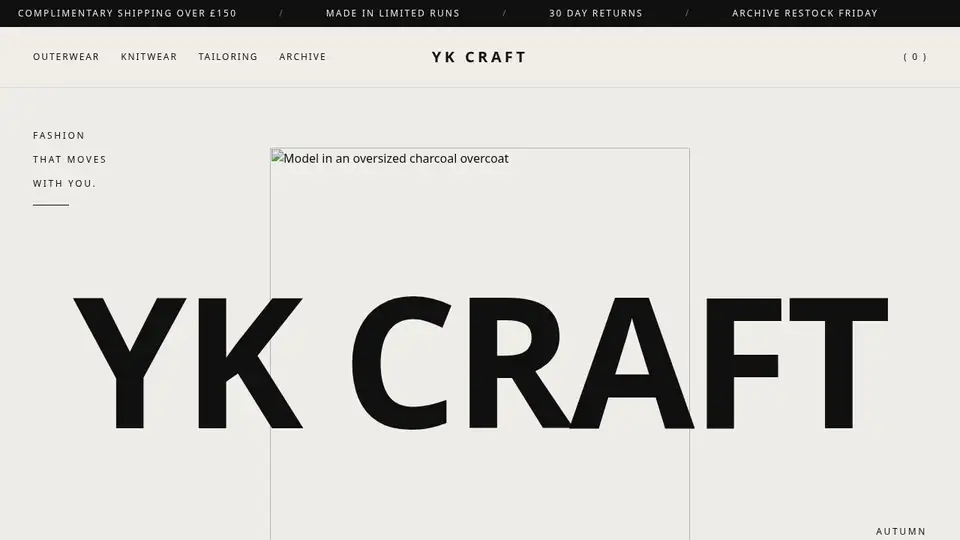 COMPLIMENTARY SHIPPING OVER £150 / MADE IN LIMITED RUNS / 30 DAY RETURNS / ARCHIVE RESTOCK FRIDAY
OUTERWEAR KNITWEAR TAILORING ARCHIVE YK CRAFT ( 0 )
FASHION
THAT MOVES
WITH YOU.
Model in an oversized charcoal overcoat
YK CRAFT
AUTUMN